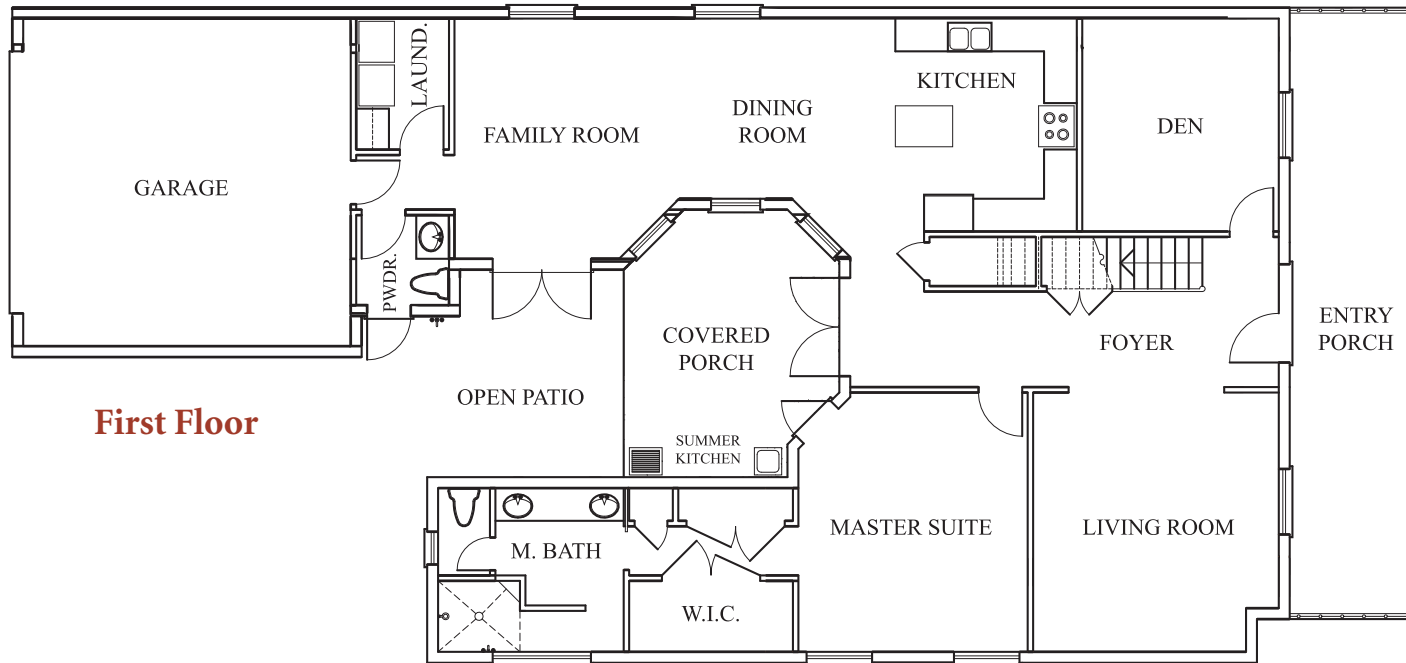 LAUND.
KITCHEN
DINING
ROOM
FAMILY ROOM
DEN
GARAGE
PWDR.
COVERED
PORCH
FOYER
ENTRY
PORCH
OPEN PATIO
First Floor
SUMMER
KITCHEN
MASTER SUITE
LIVING ROOM
M. BATH
W.I.C.